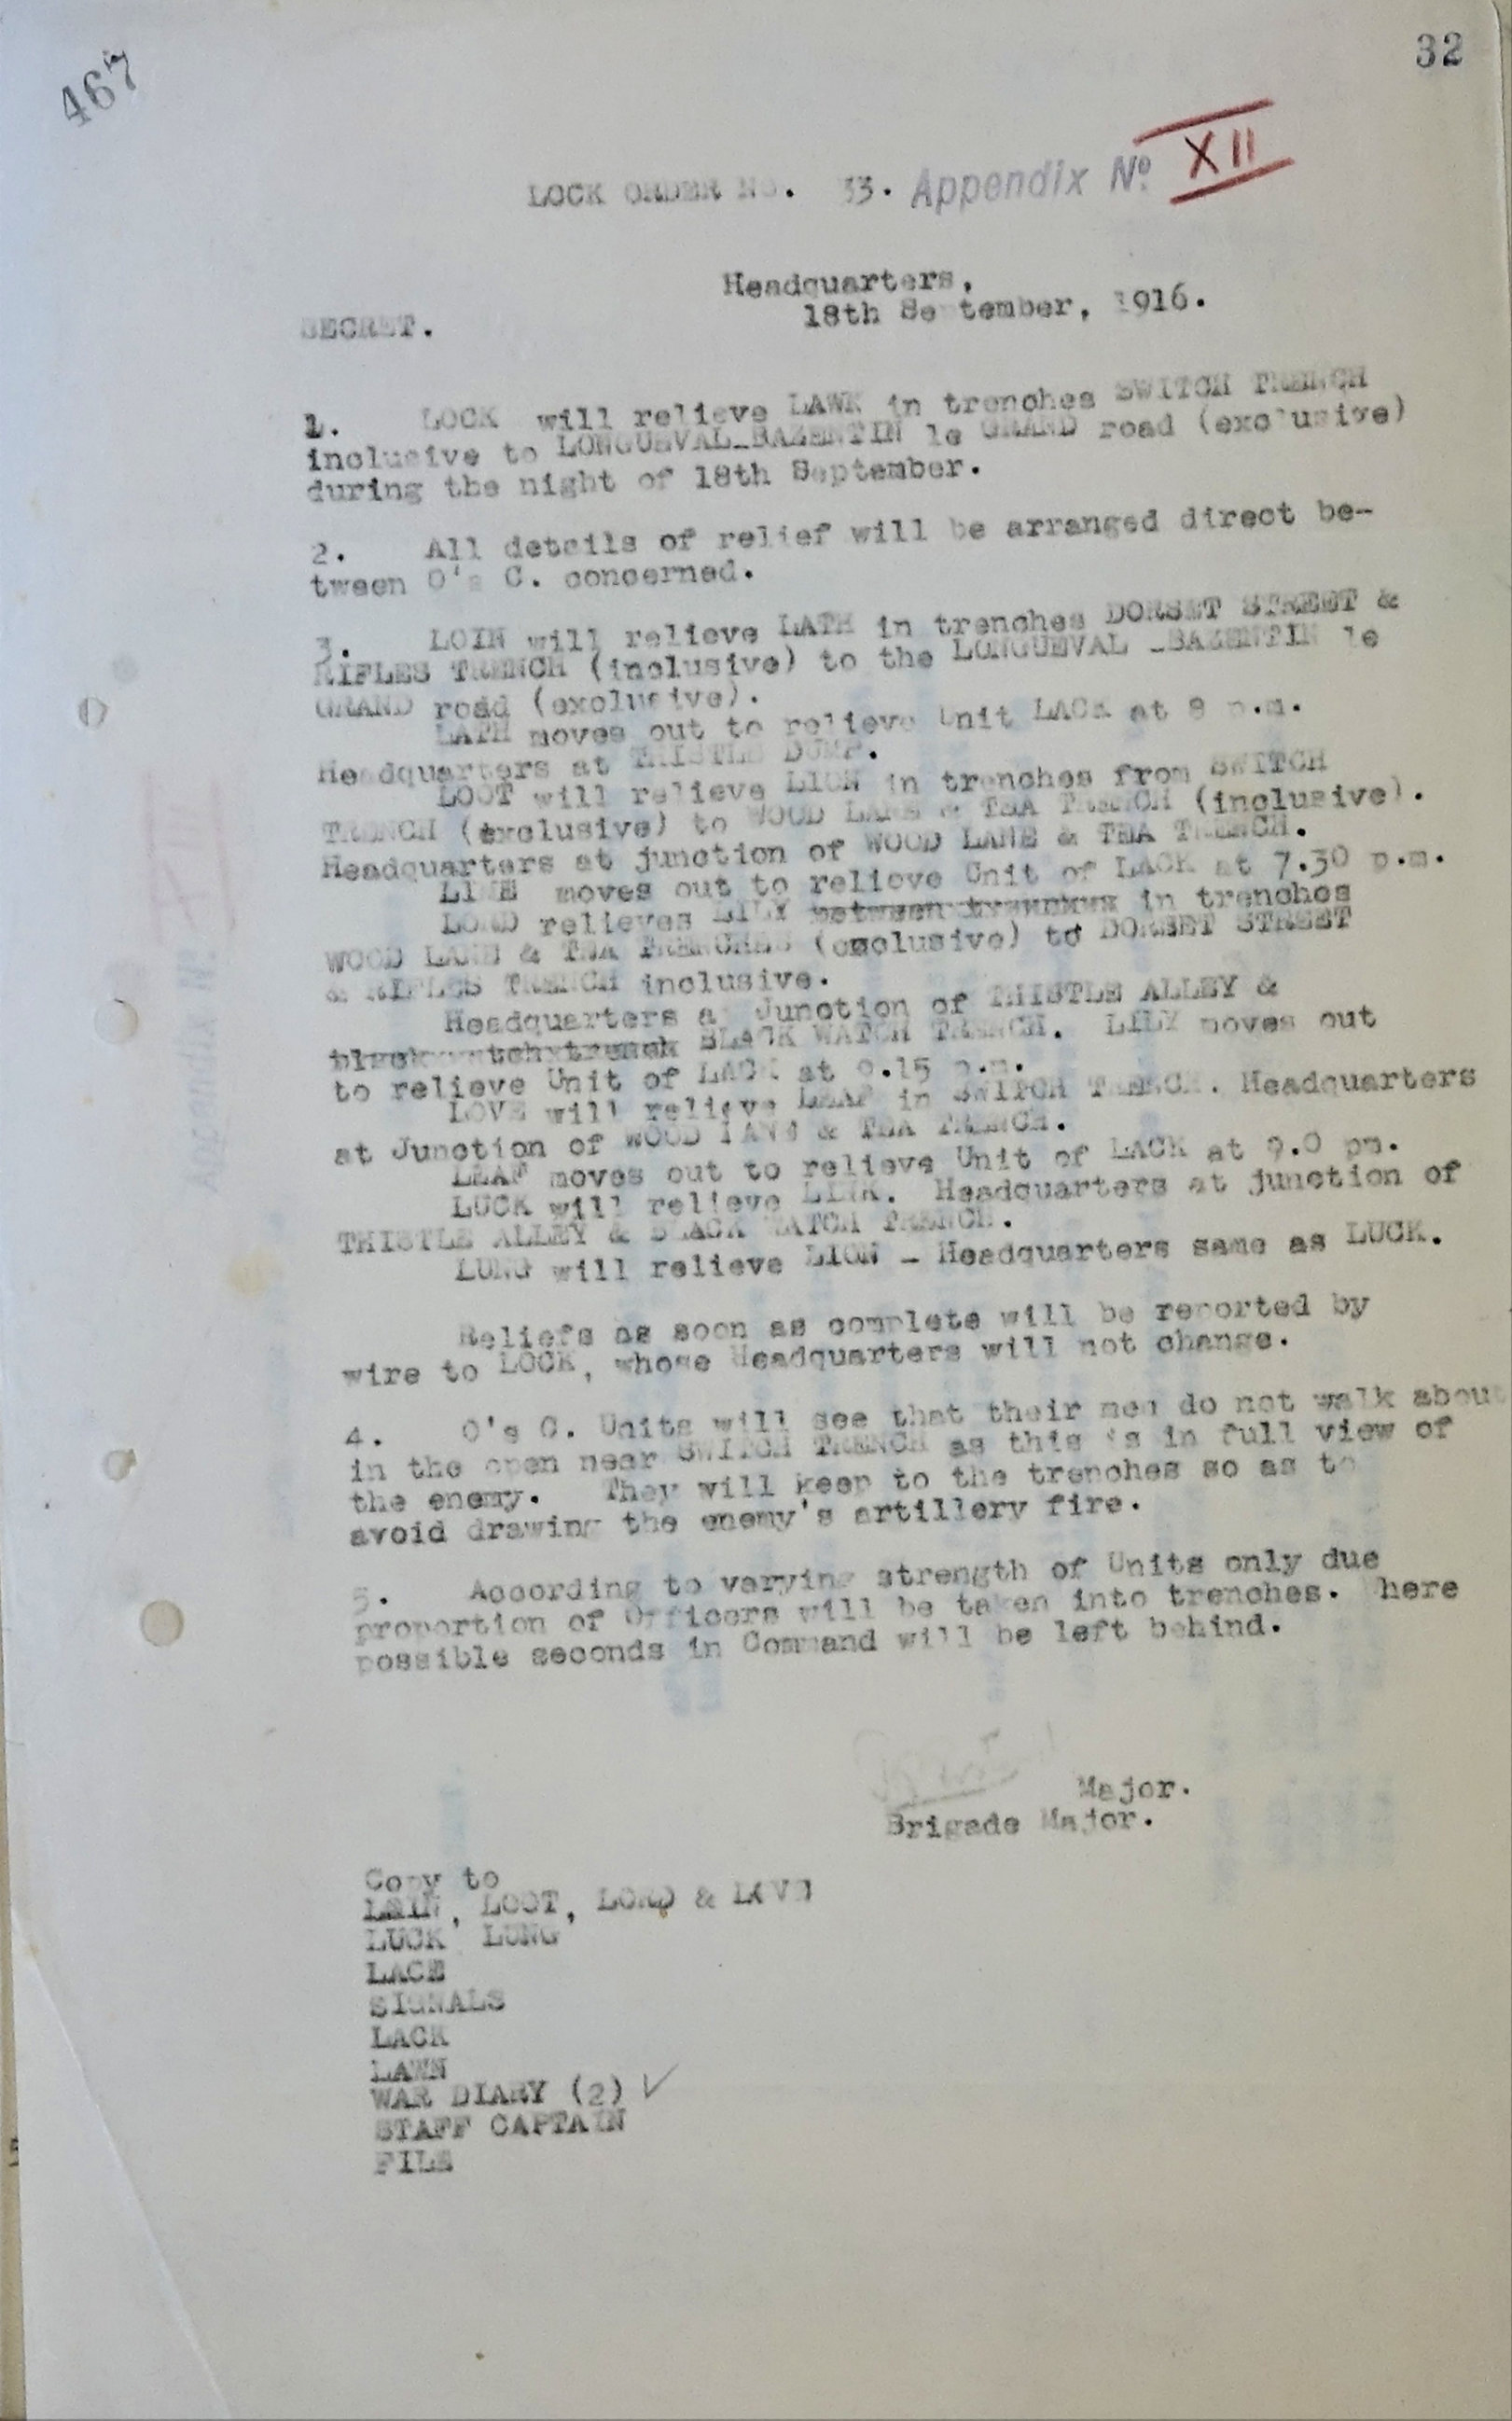 467
32
LOCK ORDER NO. 33. Appendix No XII
Headquarters,
18th Se tember, 1916.
SECRET.
1. LOCK will relieve LAWN in trenches SWITCH TRENCH
inclusive to LONGUEVAL_BAZENTIN le GRAND road (exclusive)
during the night of 18th September.
2. All details of relief will be arranged direct be-
tween O's C. concerned.
3. LOIN will relieve LATH in trenches DORSET STREET &
RIFLES TRENCH (inclusive) to the LONGUEVAL _BAZENTIN le
GRAND road (exclusive).
LATH moves out to relieve Unit LACK at 8 p.m.
Headquarters at THISTLE DUMP.
LOOT will relieve LION in trenches from SWITCH
TRENCH (exclusive) to WOOD LANE & TEA TRENCH (inclusive).
Headquarters at junction of WOOD LANE & TEA TRENCH.
LINE moves out to relieve Unit of LACK at 7.30 p.m.
LORD relieves LILY between in trenches
WOOD LANE & TEA TRENCHES (exclusive) to DORSET STREET
& RIFLES TRENCH inclusive.
Headquarters a Junction of THISTLE ALLEY &
black watch trench BLACK WATCH TRENCH. LILY moves out
to relieve Unit of LACK at .15 p.m.
LOVE will relieve LEAF in SWITCH TRENCH. Headquarters
at Junction of WOOD LANE & TEA TRENCH.
LEAF moves out to relieve Unit of LACK at 9.0 pm.
LUCK will relieve LINK. Headquarters at junction of
THISTLE ALLEY & BLACK WATCH TRENCH.
LUNG will relieve LION - Headquarters same as LUCK.
Reliefs as soon as complete will be reported by
wire to LOCK, whose Headquarters will not change.
4. O's C. Units will see that their men do not walk about
in the open near SWITCH TRENCH as this is in full view of
the enemy. They will keep to the trenches so as to
avoid drawing the enemy's artillery fire.
5. According to varying strength of Units only due
proportion of Officers will be taken into trenches. here
possible seconds in Command will be left behind.
Major.
Brigade Major.
Copy to
LOIN, LOOT, LORD & LOVE
LUCK LUNG
LACE
SIGNALS
LACK
LAWN
WAR DIARY (2) ✓
STAFF CAPTAIN
FILE